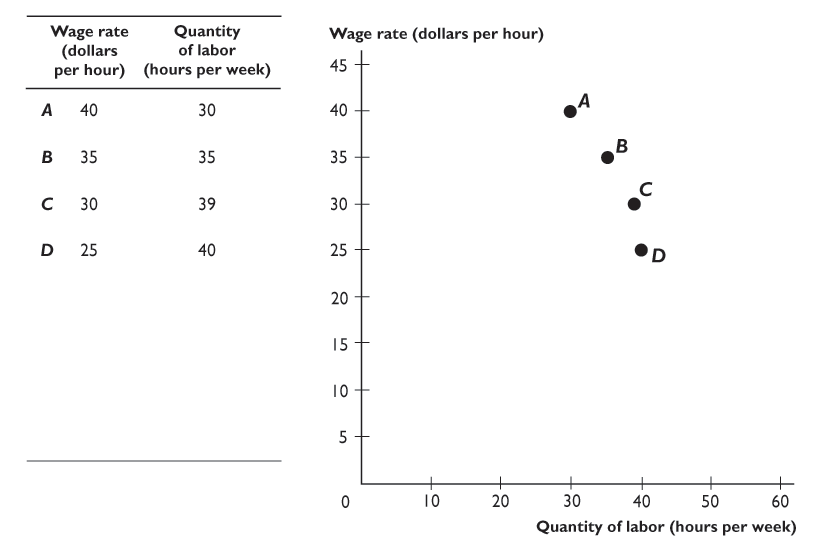 Wage rate Quantity
(dollars of labor
per hour) (hours per week)
A 40 30
B 35 35
C 30 39
D 25 40
Wage rate (dollars per hour)
45
40
35
30
25
20
15
10
5
A
B
C
D
0 10 20 30 40 50 60
Quantity of labor (hours per week)